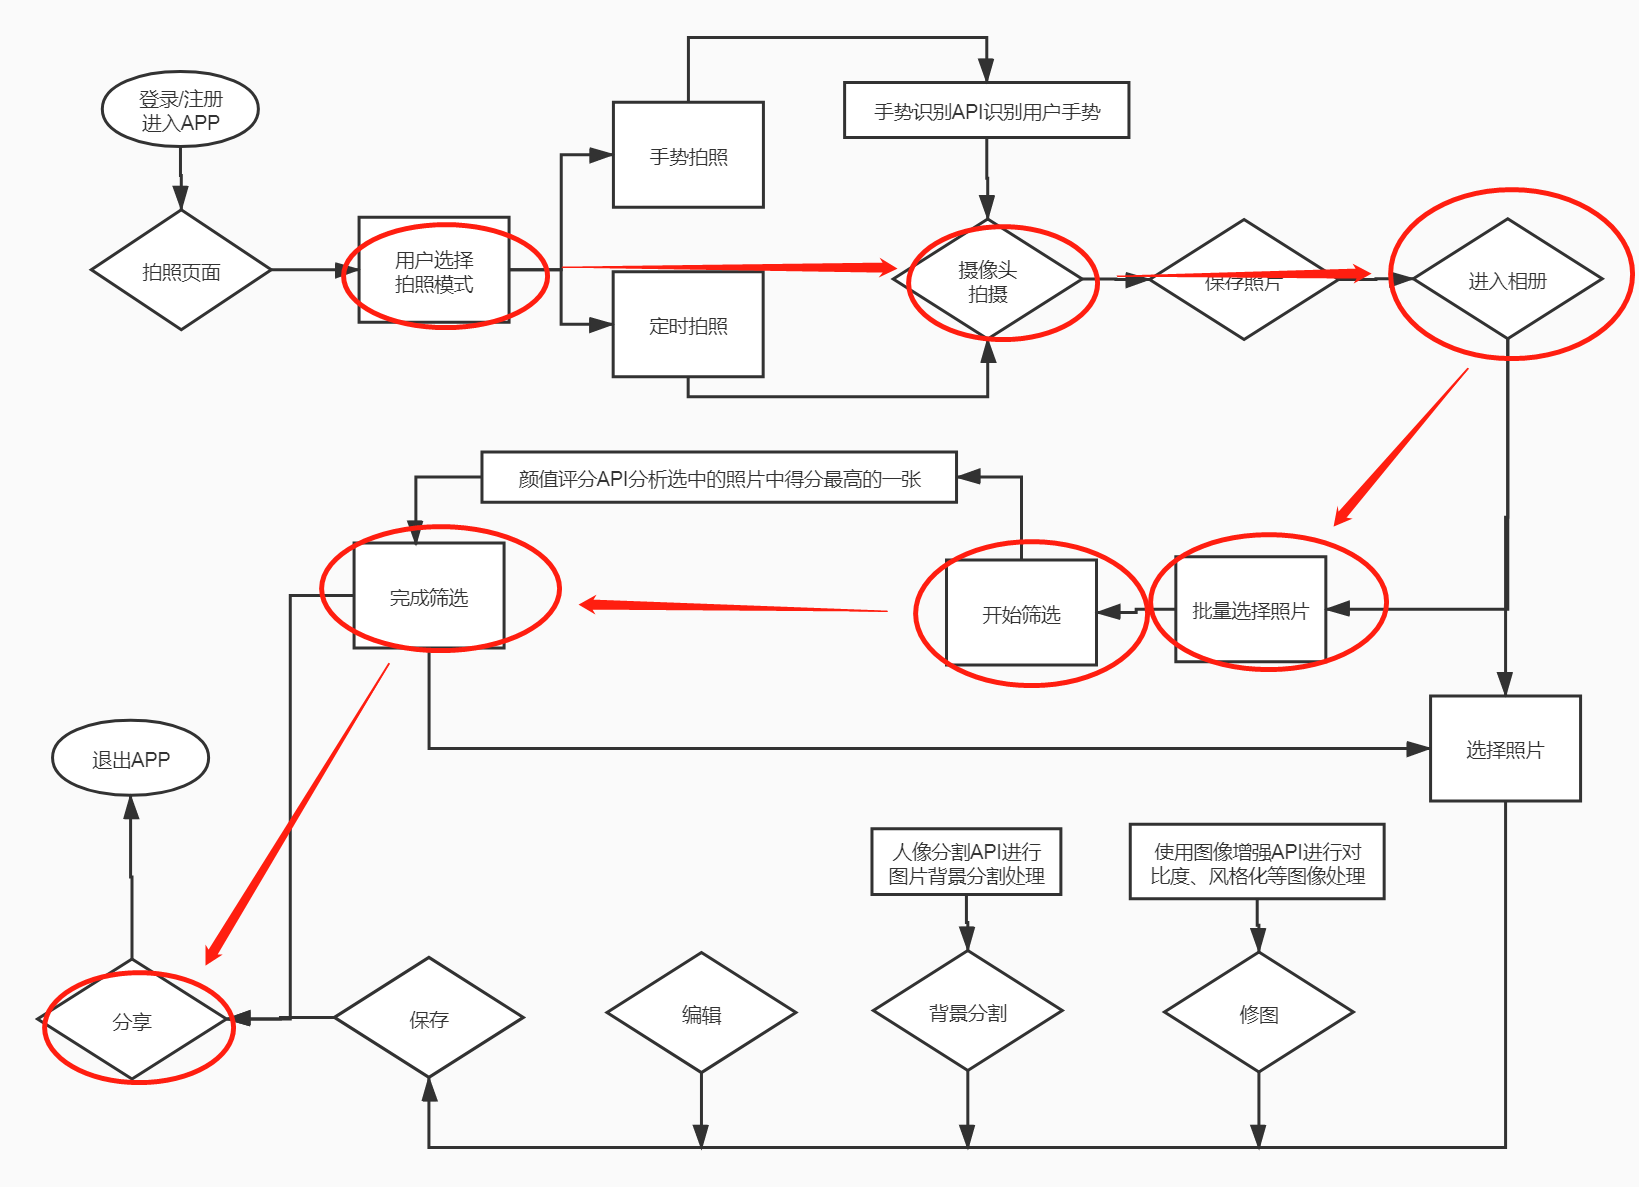 登录/注册
进入APP
拍照页面
用户选择
拍照模式
手势拍照
定时拍照
手势识别API识别用户手势
摄像头
拍摄
保存照片
进入相册
颜值评分API分析选中的照片中得分最高的一张
完成筛选
开始筛选
批量选择照片
选择照片
退出APP
人像分割API进行
图片背景分割处理
使用图像增强API进行对
比度、风格化等图像处理
分享
保存
编辑
背景分割
修图